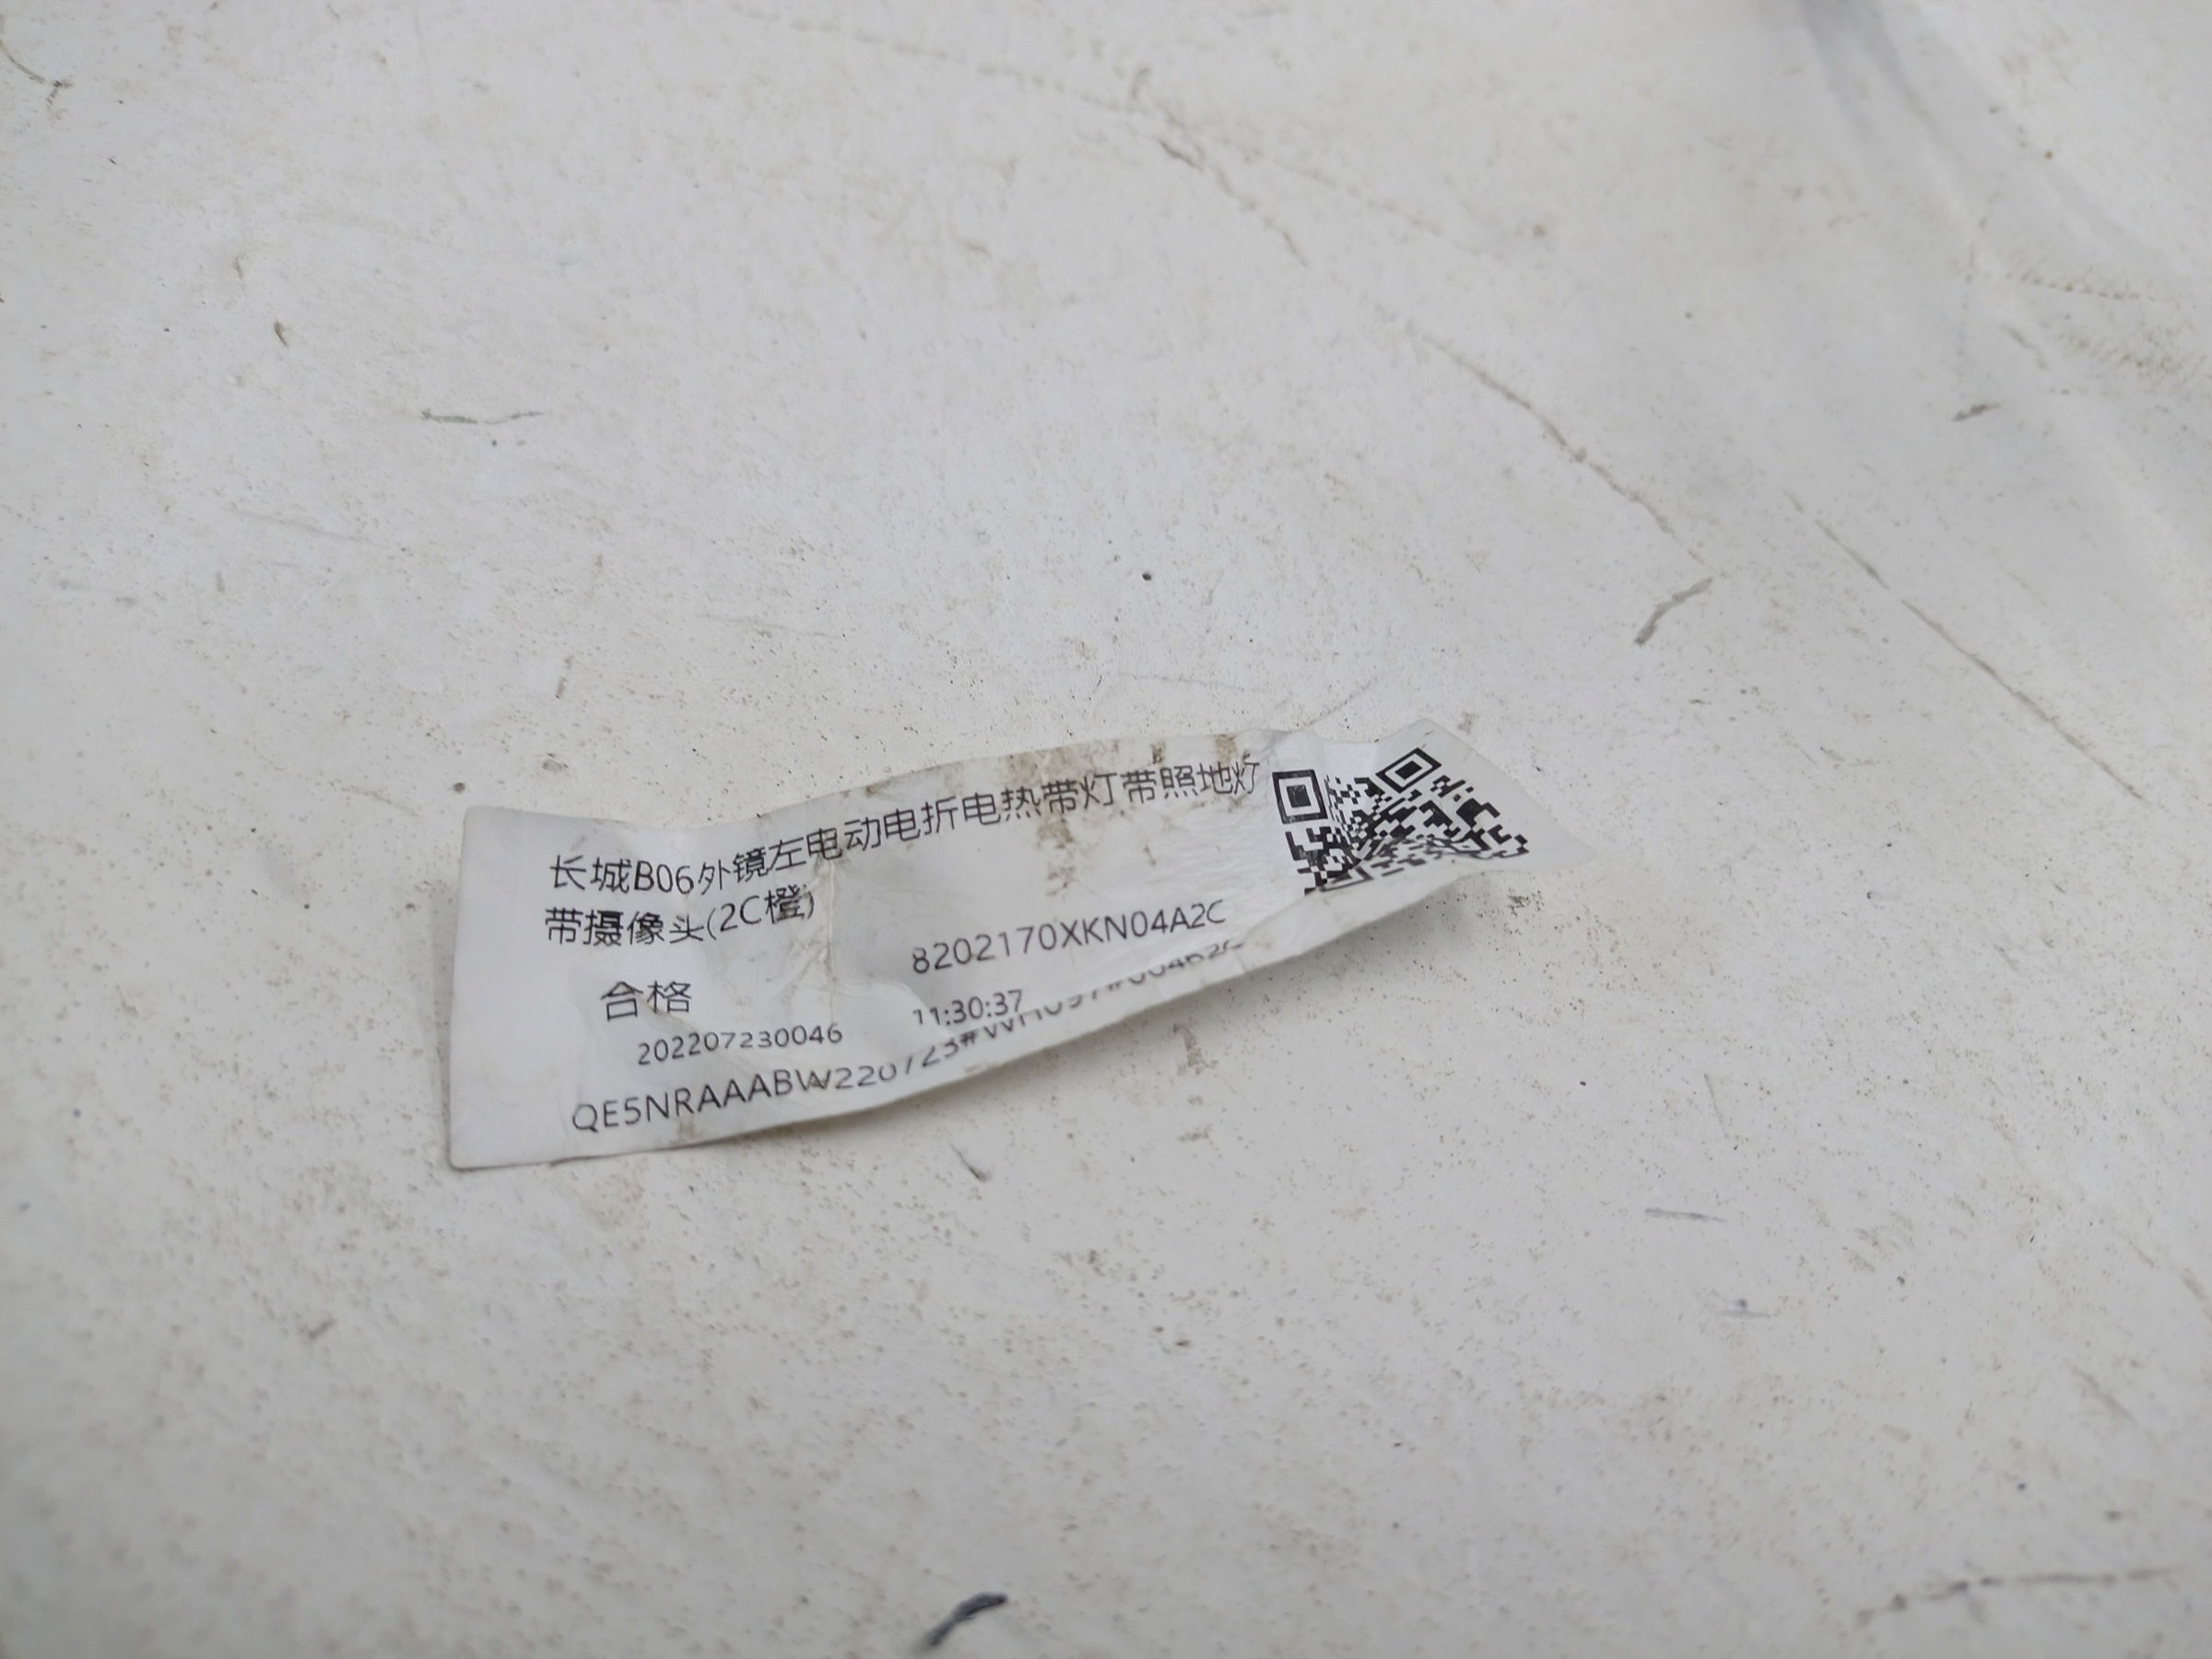 长城B06外镜左电动电折电热带灯带照地灯
带摄像头(2C橙)
8202170XKN04A2C
合格
11:30:37
202207230046
QE5NRAAABW220723#